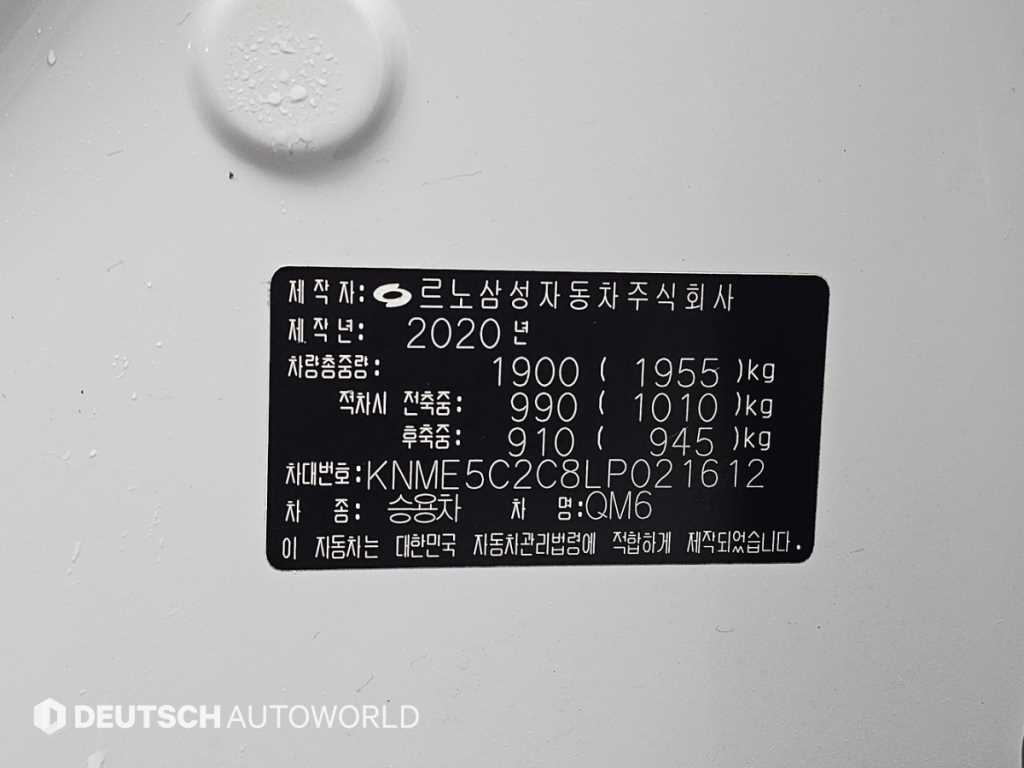 제작자: 르노삼성자동차주식회사
제작년: 2020년
차량총중량: 1900 ( 1955 )kg
적차시 전축중: 990 ( 1010 )kg
후축중: 910 ( 945 )kg
차대번호:KNME5C2C8LP021612
차 종: 승용차 차 명:QM6
이 자동차는 대한민국 자동차관리법령에 적합하게 제작되었습니다.
DEUTSCH AUTOWORLD